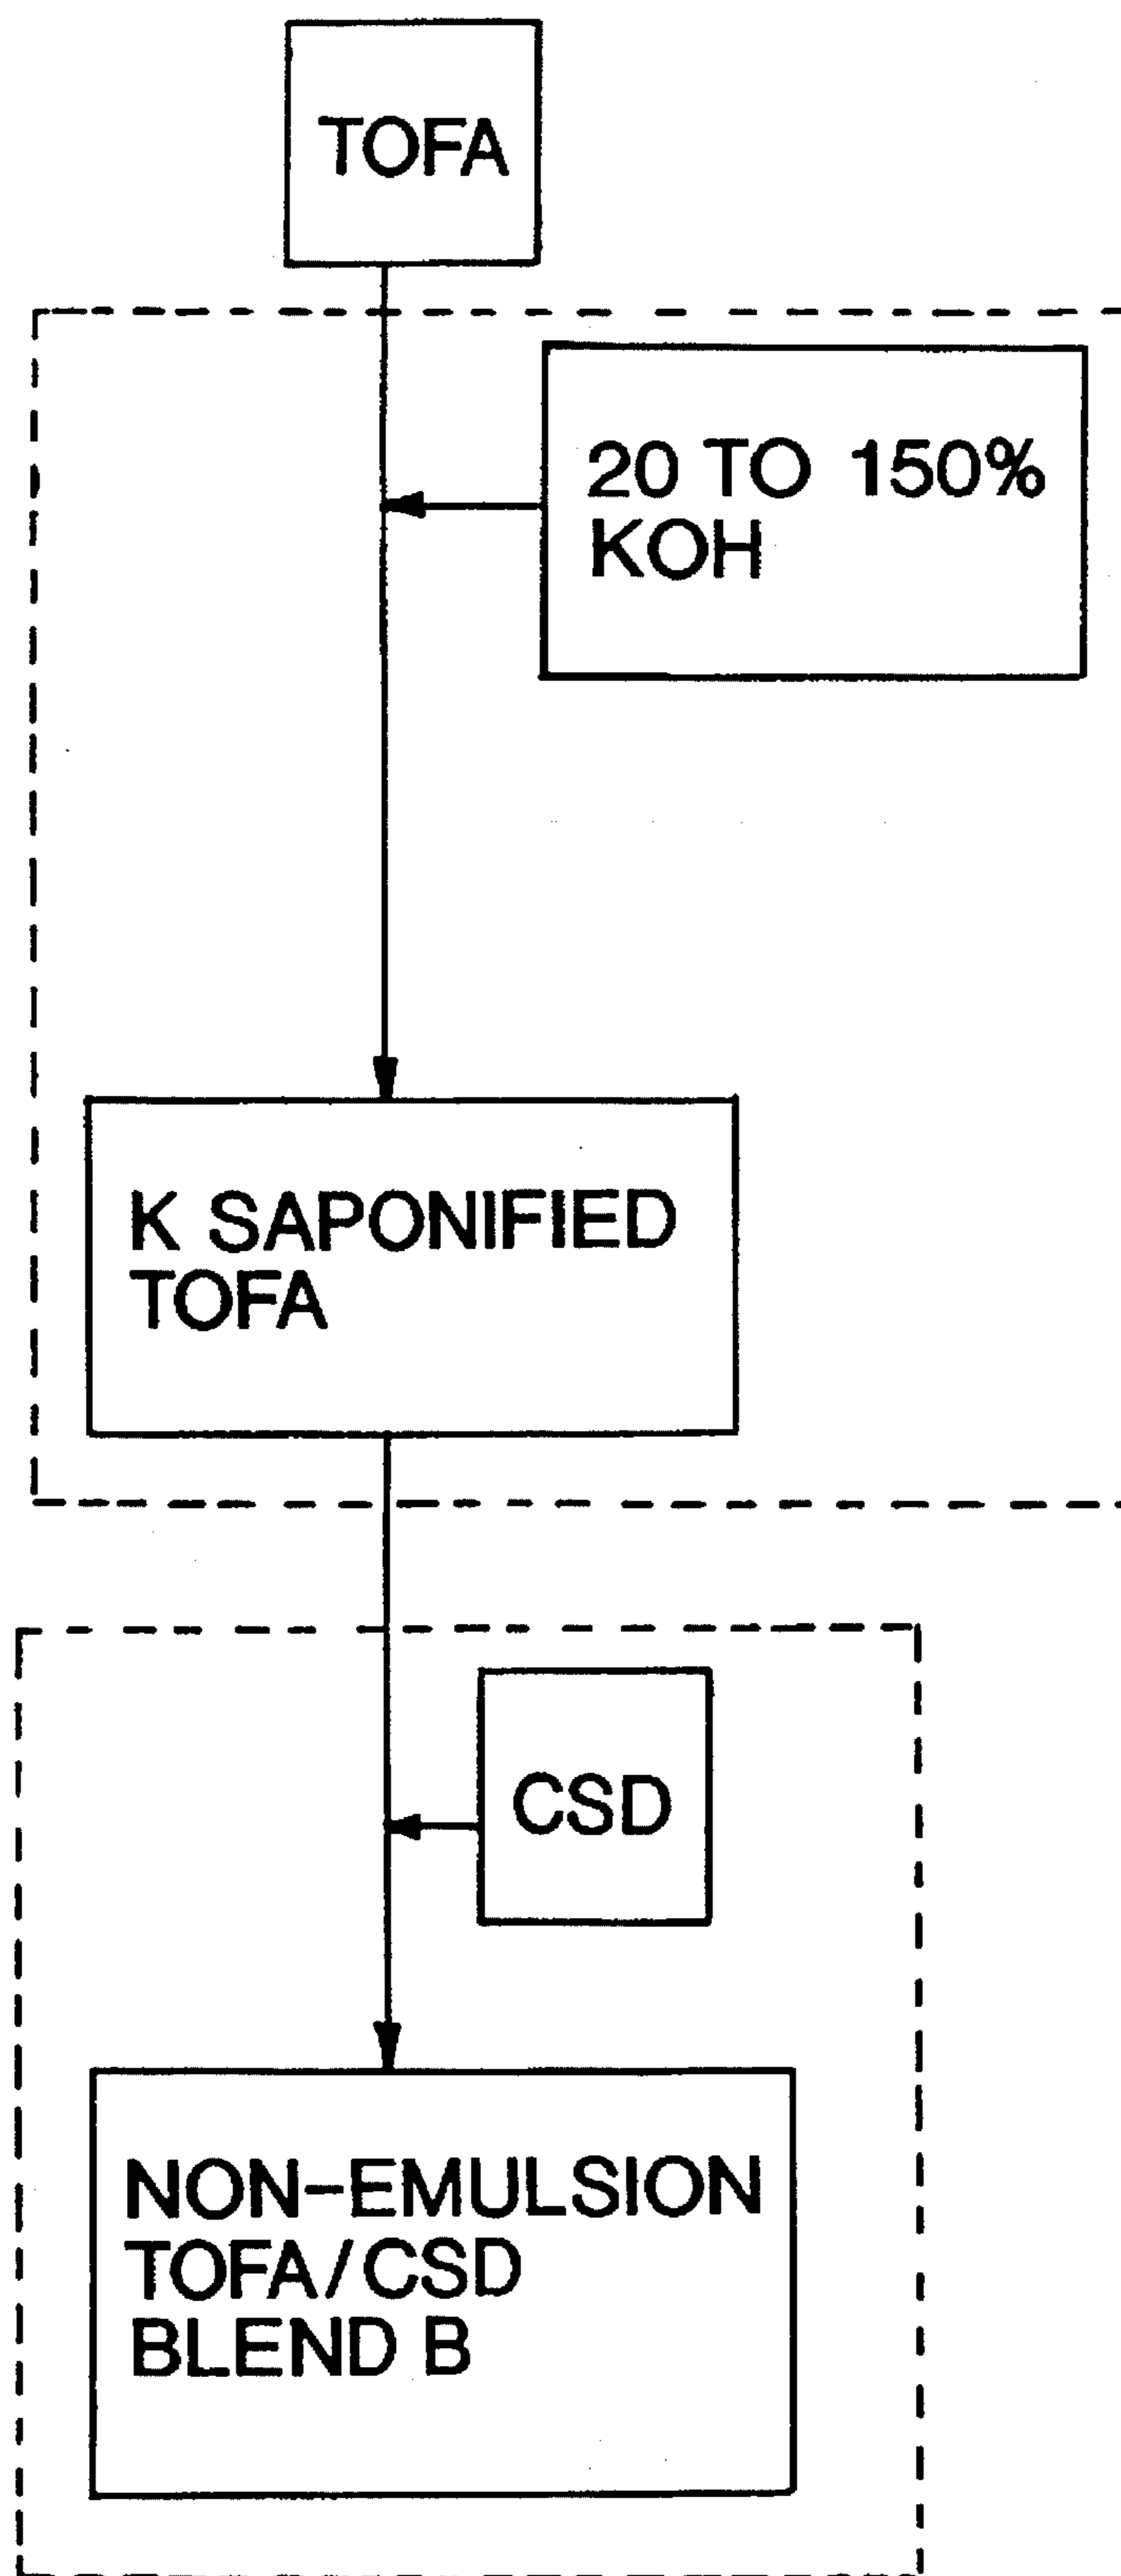 TOFA
20 TO 150%
KOH
K SAPONIFIED
TOFA
CSD
NON-EMULSION
TOFA/CSD
BLEND B